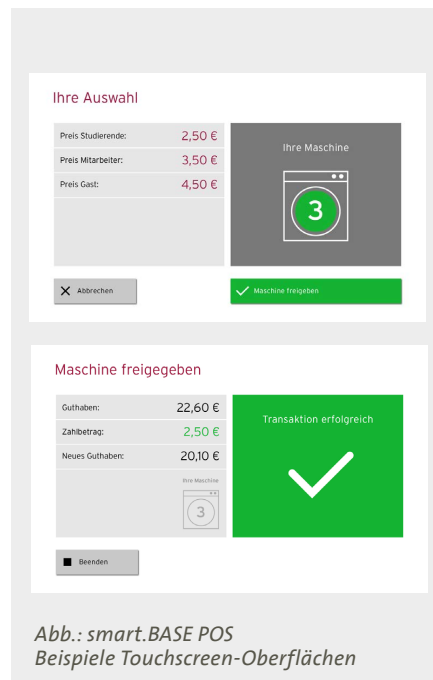 Ihre Auswahl
Preis Studierende: 2,50 €
Preis Mitarbeiter: 3,50 €
Preis Gast: 4,50 €
Ihre Maschine
3
Abbrechen
Maschine freigeben
Maschine freigegeben
Guthaben: 22,60 €
Zahlbetrag: 2,50 €
Neues Guthaben: 20,10 €
Ihre Maschine
3
Transaktion erfolgreich
Beenden
Abb.: smart.BASE POS
Beispiele Touchscreen-Oberflächen